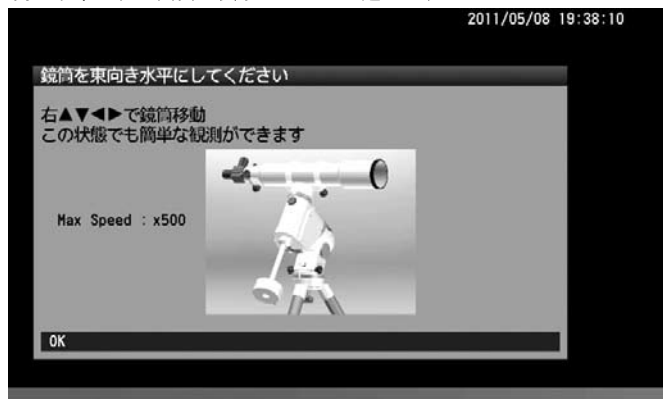 2011/05/08 19:38:10
鏡筒を東向き水平にしてください
右▲▼◀▶で鏡筒移動
この状態でも簡単な観測ができます
Max Speed : x500
OK